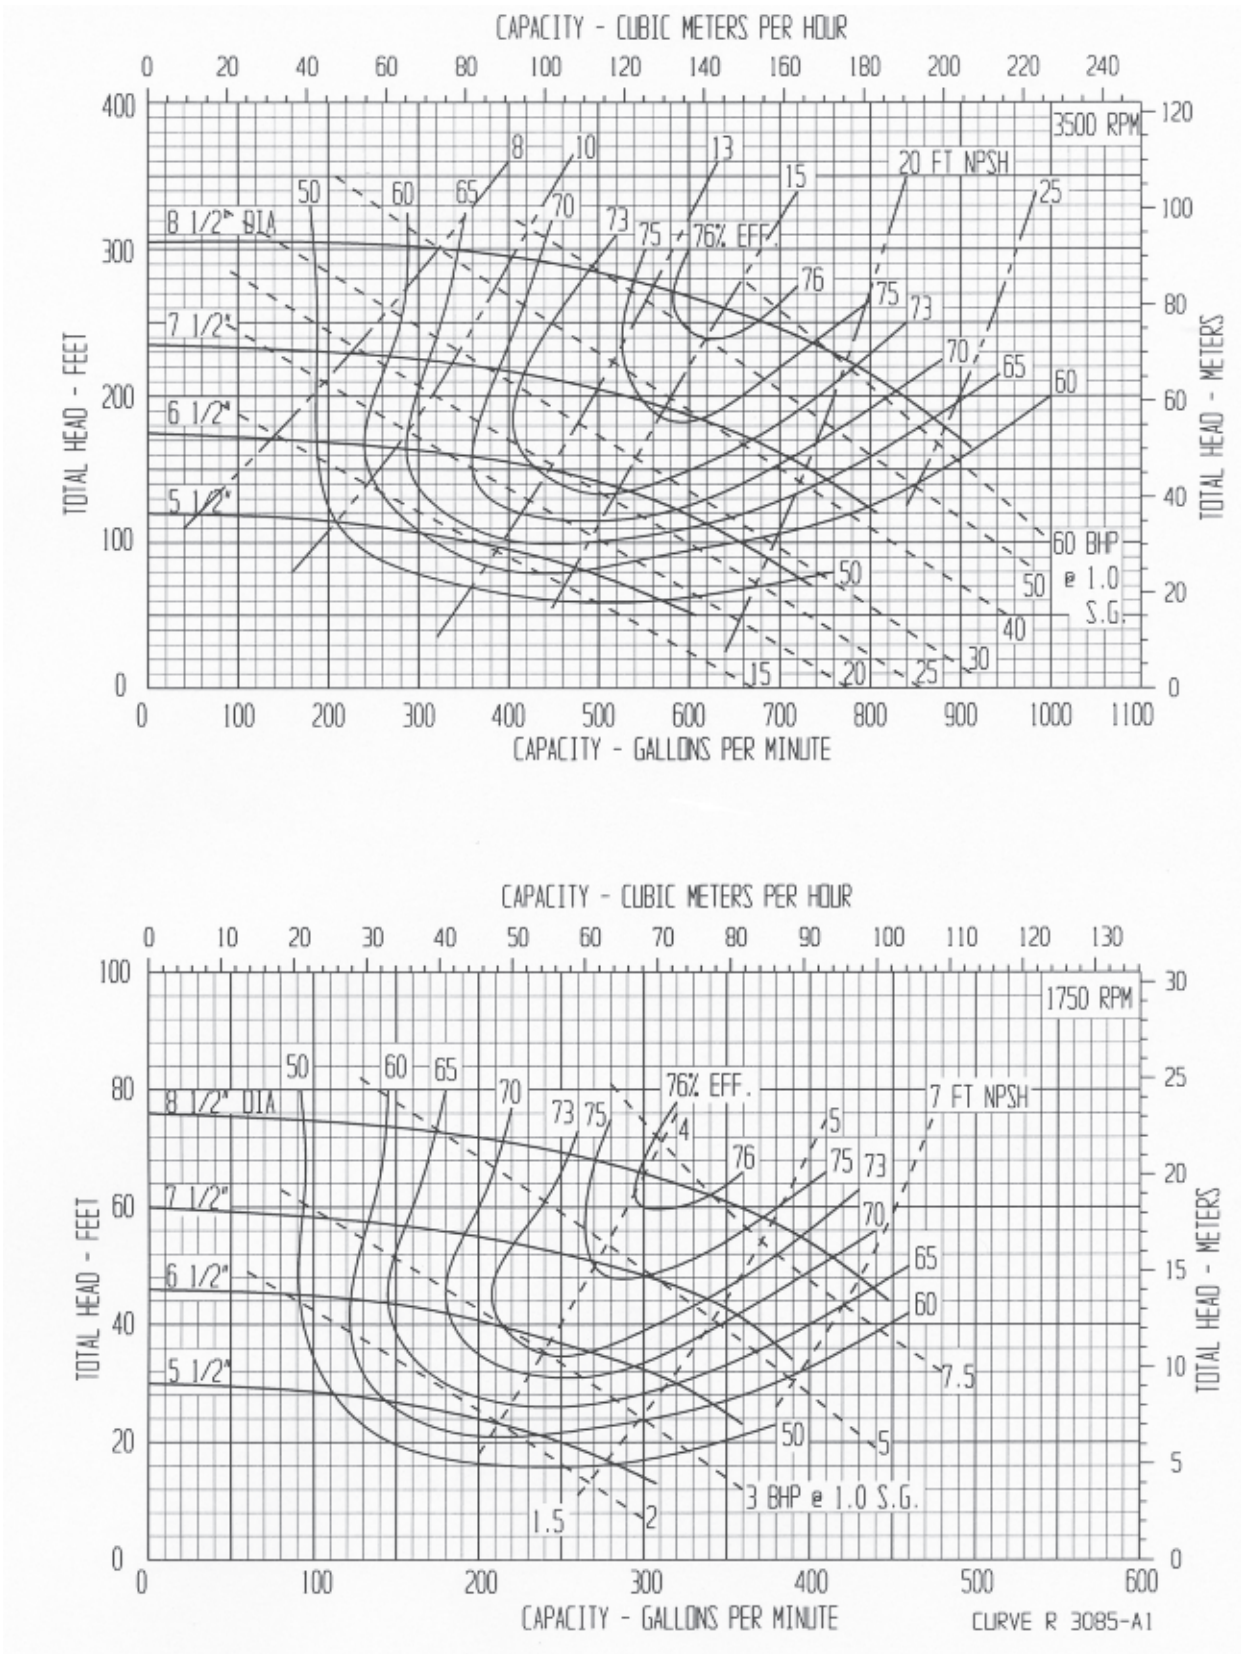 CAPACITY - CUBIC METERS PER HOUR
0 20 40 60 80 100 120 140 160 180 200 220 240
400 120
3500 RPM
8 10 13 20 FT NPSH
50 60 65 15 25
70 100
8 1/2" DIA 73 75 76% EFF.
300
76
75 73 80
7 1/2"
70
65
60
200 60
6 1/2"
5 1/2" 40
100 60 BHP
50 50 @ 1.0
20
S.G.
40
30
15 20 25
0 0
0 100 200 300 400 500 600 700 800 900 1000 1100
TOTAL HEAD - FEET
TOTAL HEAD - METERS
CAPACITY - GALLONS PER MINUTE
CAPACITY - CUBIC METERS PER HOUR
0 10 20 30 40 50 60 70 80 90 100 110 120 130
100 30
1750 RPM
50 60 65
80 70 76% EFF. 7 FT NPSH 25
8 1/2" DIA 73 75 5
4
76 75 73
20
7 1/2"
60
70
65
6 1/2" 15
60
40
5 1/2" 10
7.5
50
20 5
5
3 BHP @ 1.0 S.G.
1.5 2
0 0
0 100 200 300 400 500 600
TOTAL HEAD - FEET
TOTAL HEAD - METERS
CAPACITY - GALLONS PER MINUTE
CURVE R 3085-A1